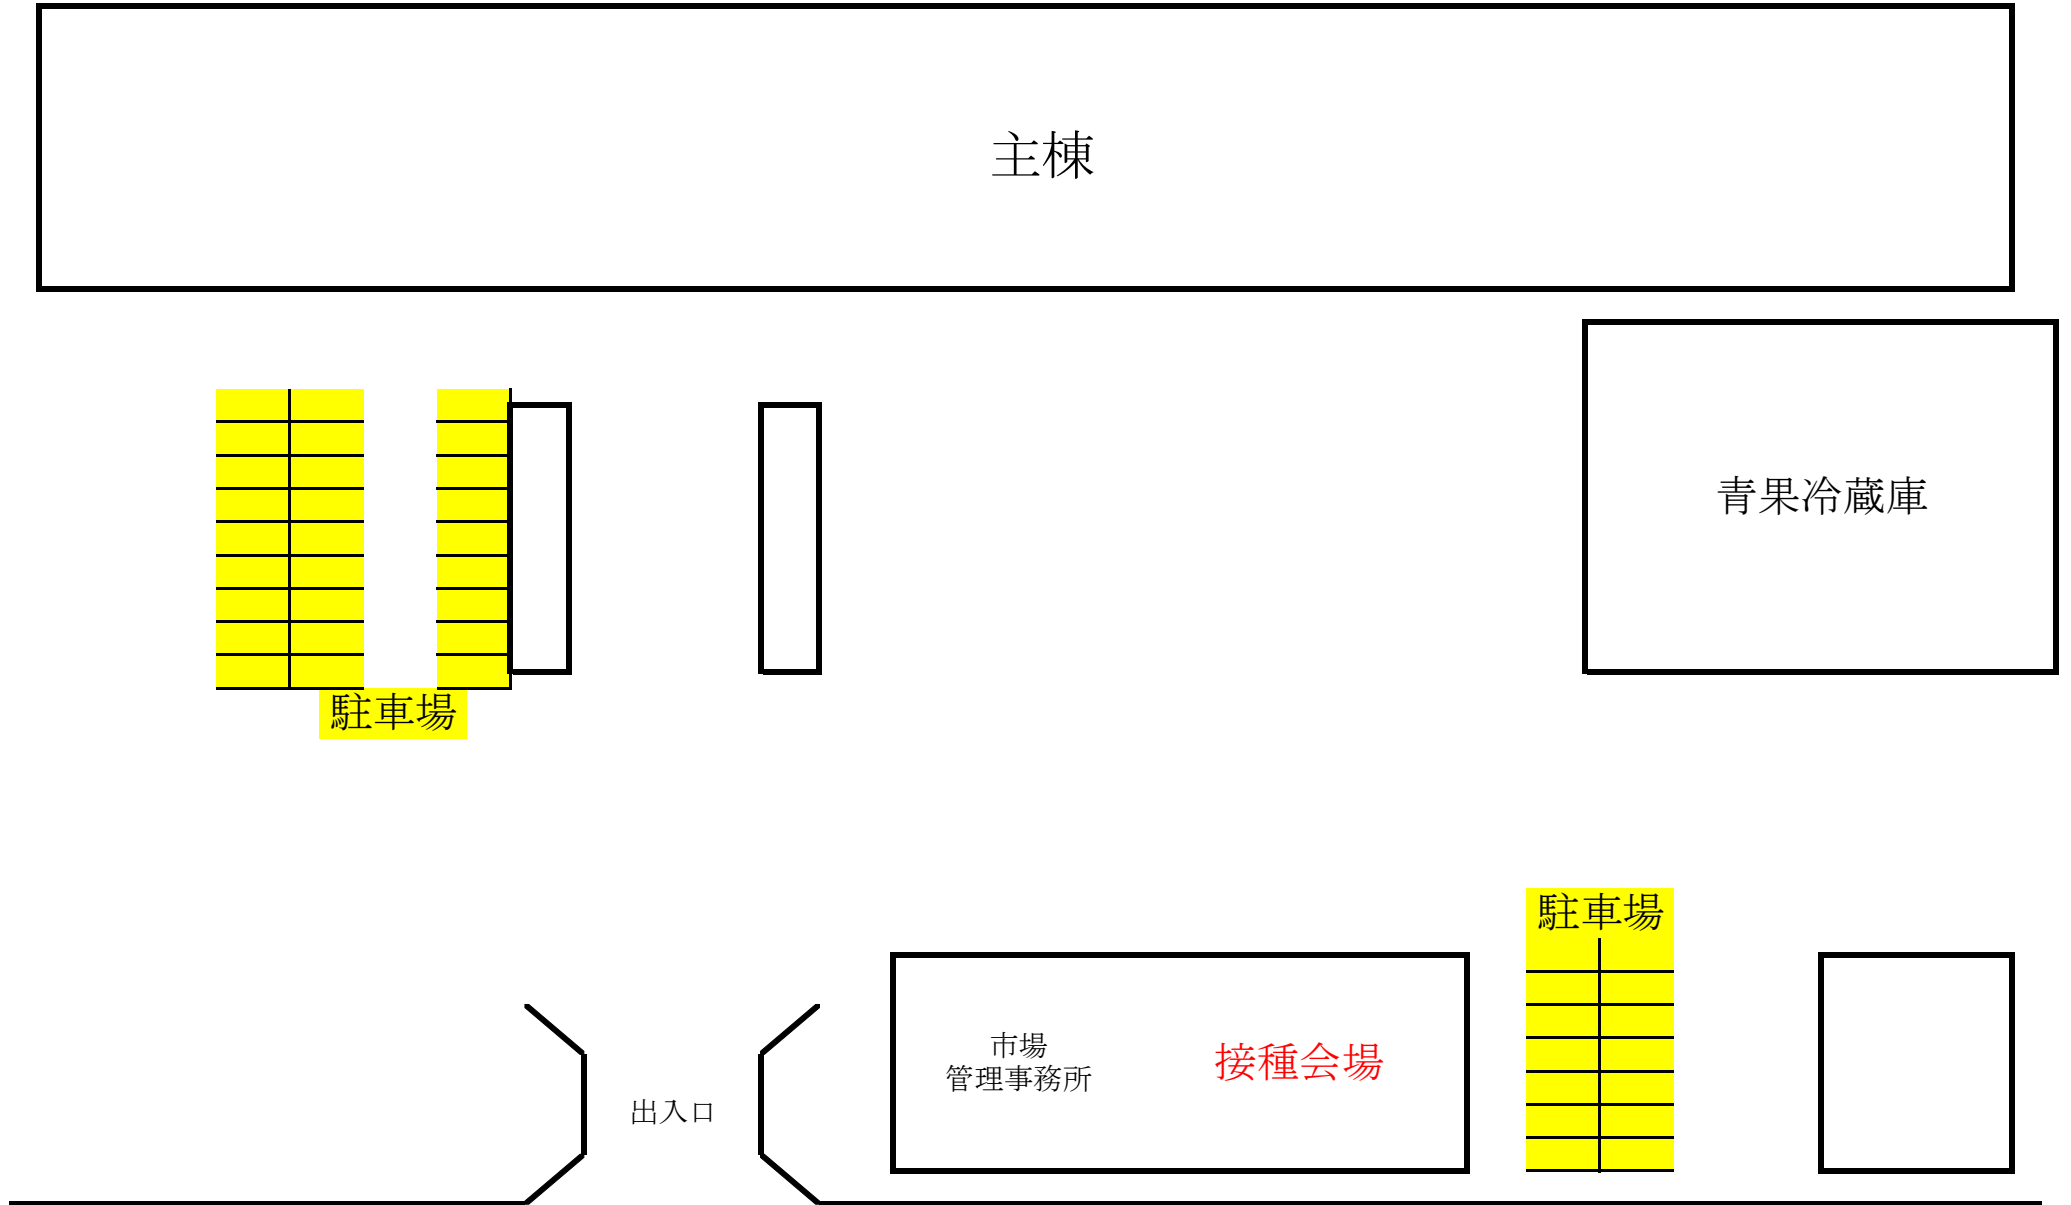 主棟
青果冷蔵庫
駐車場
駐車場
市場
管理事務所
接種会場
出入口